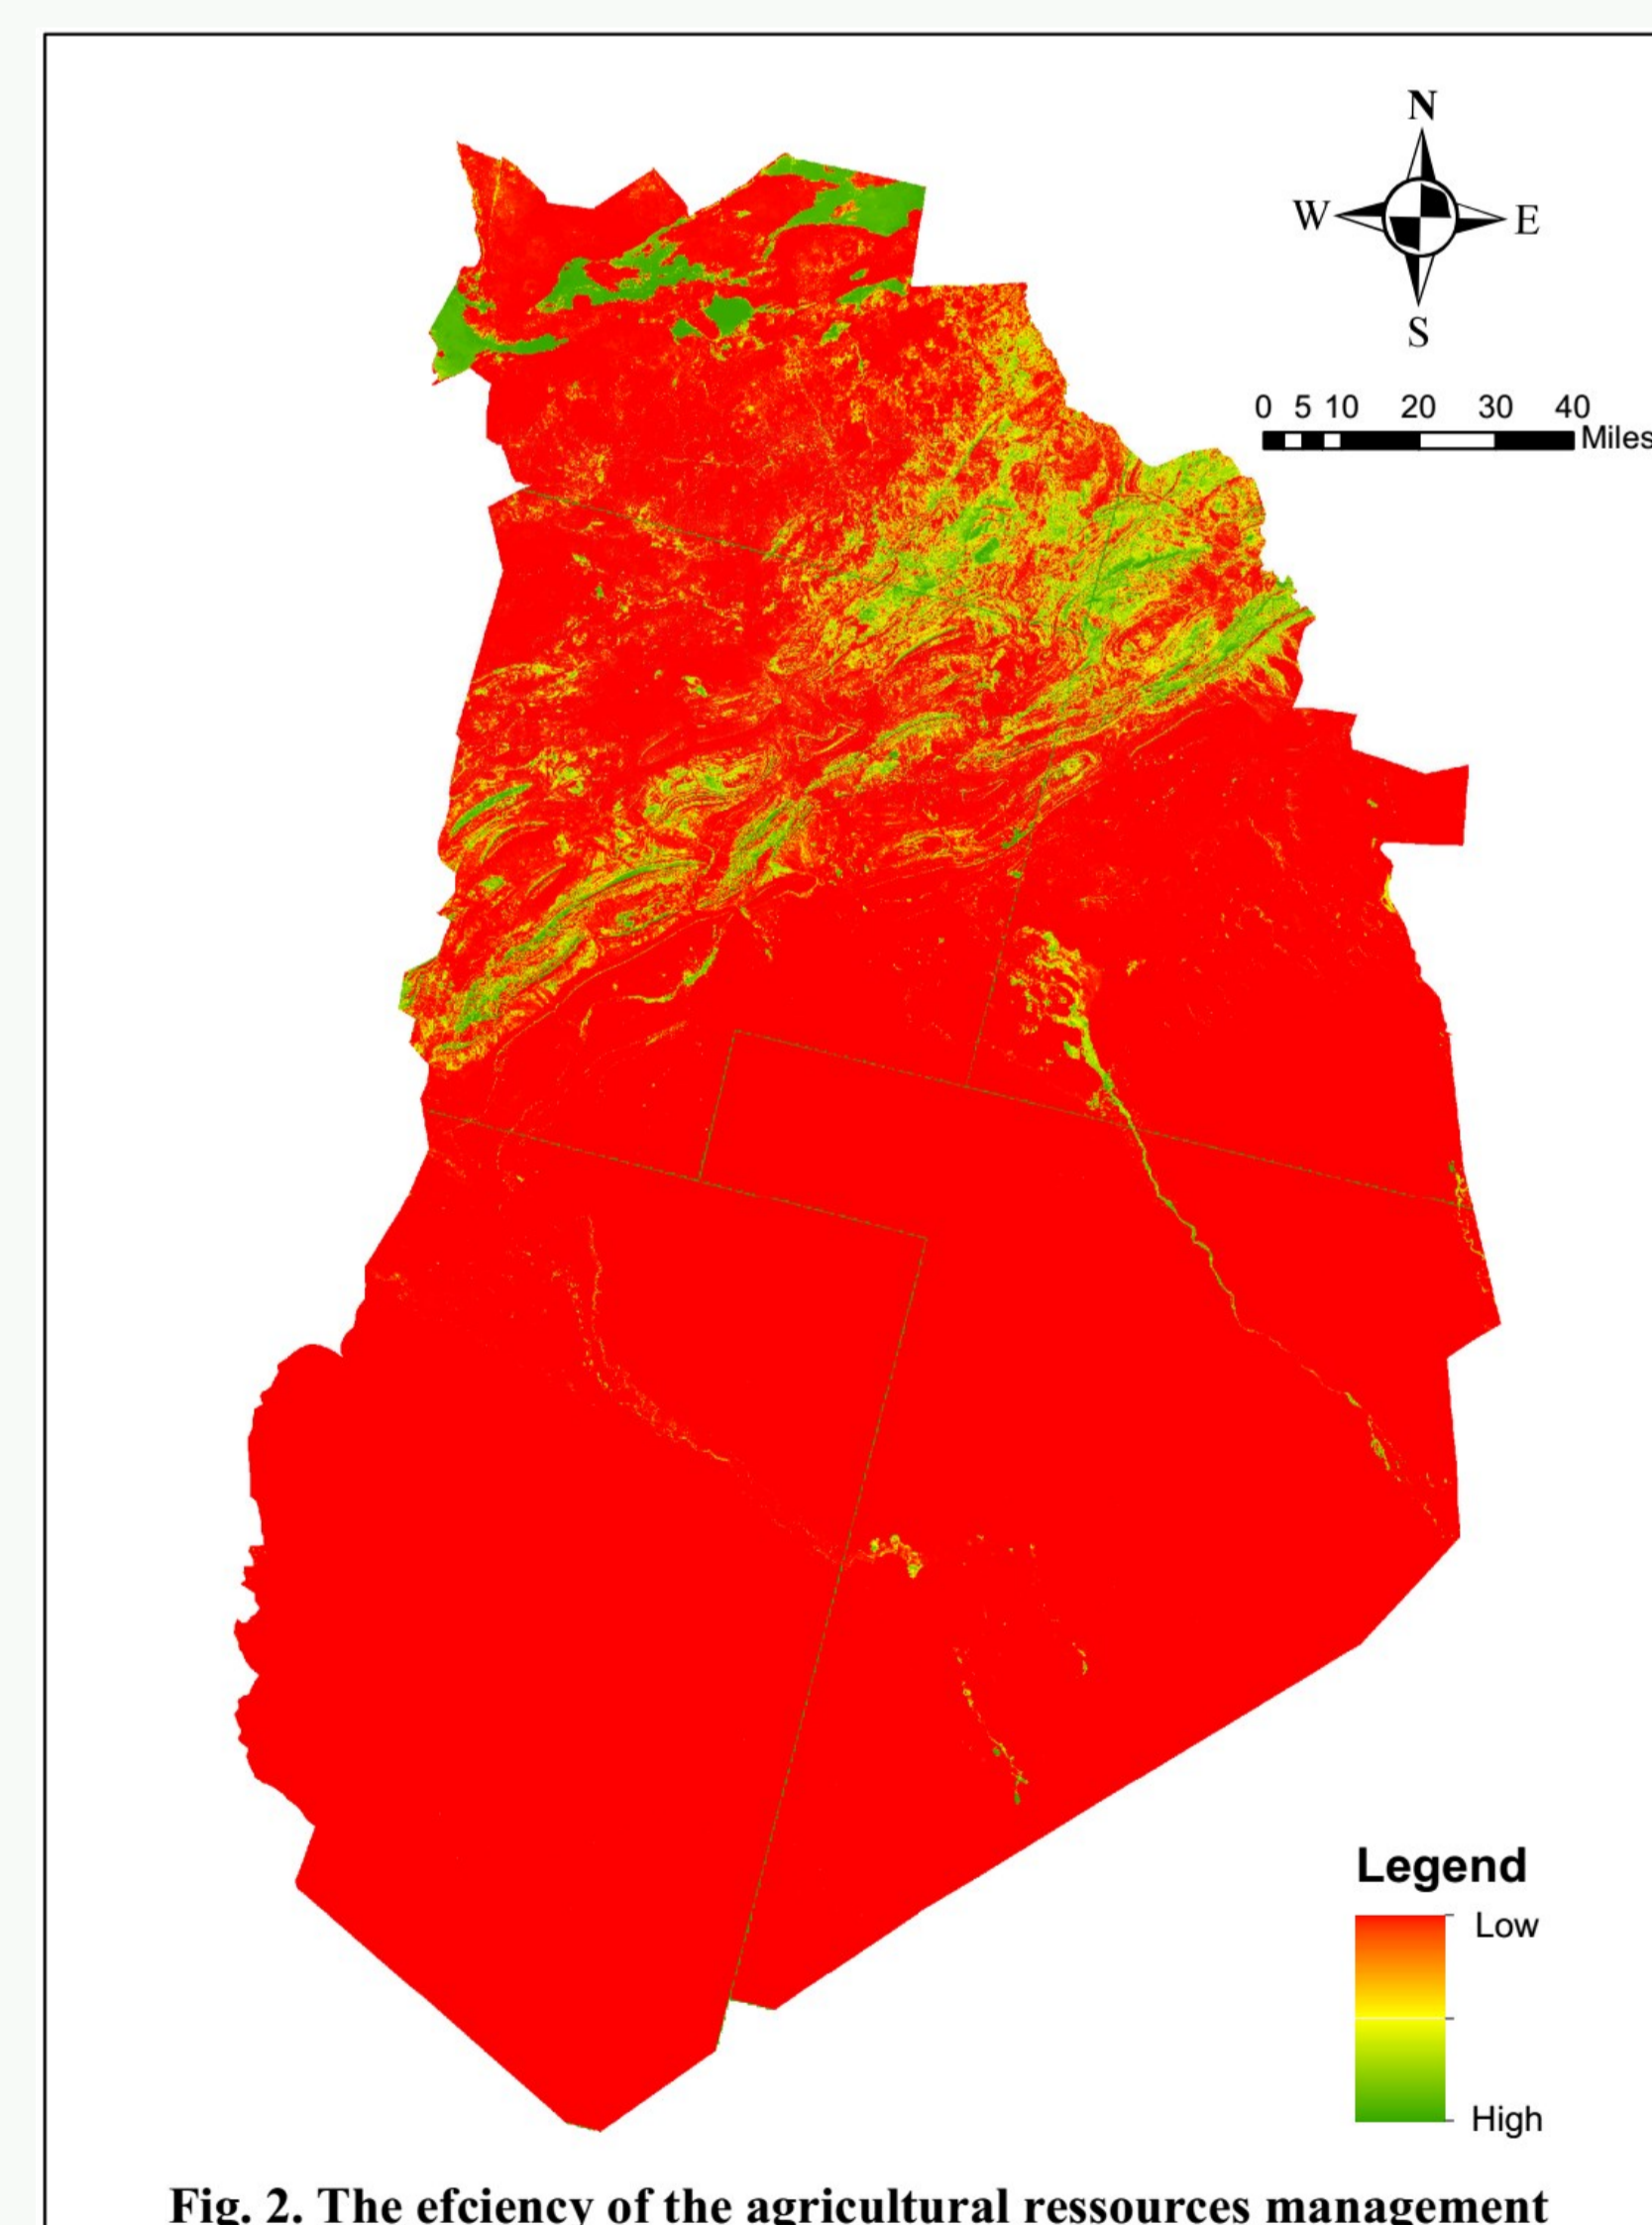 N
W E
S
0 5 10 20 30 40
Miles
Legend
Low
High
Fig. 2. The efciency of the agricultural ressources management